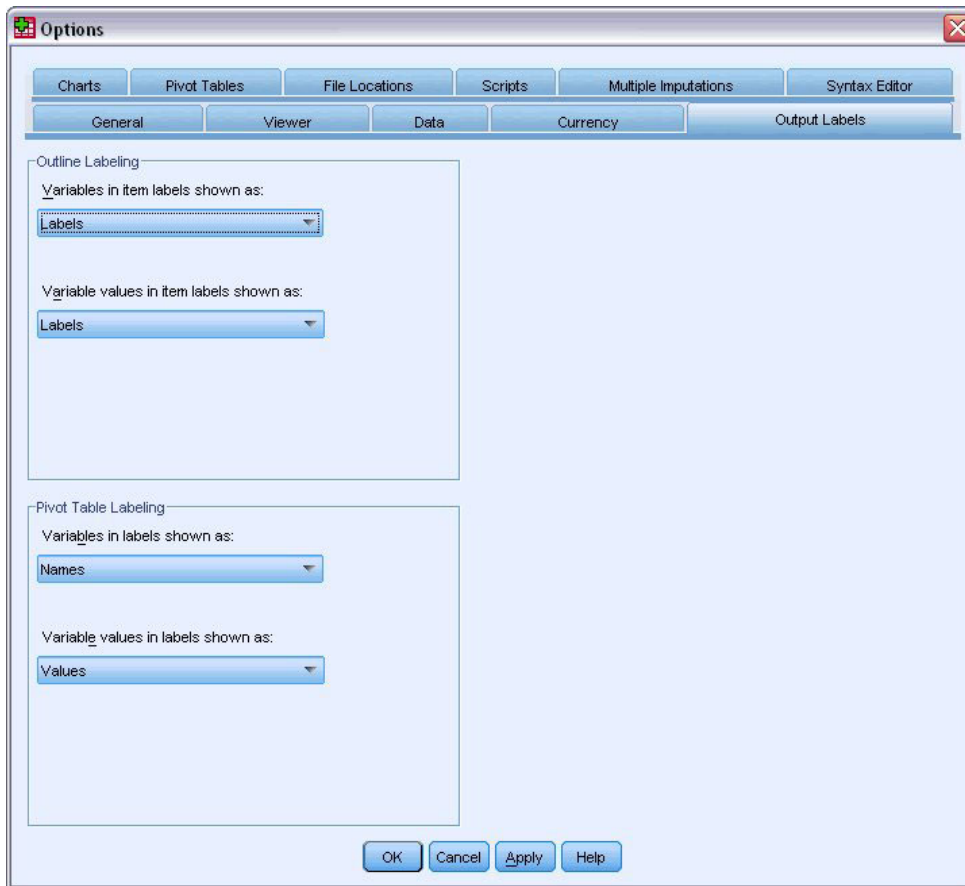 Options
Charts Pivot Tables File Locations Scripts Multiple Imputations Syntax Editor
General Viewer Data Currency Output Labels
Outline Labeling
Variables in item labels shown as:
Labels
Variable values in item labels shown as:
Labels
Pivot Table Labeling
Variables in labels shown as:
Names
Variable values in labels shown as:
Values
OK Cancel Apply Help